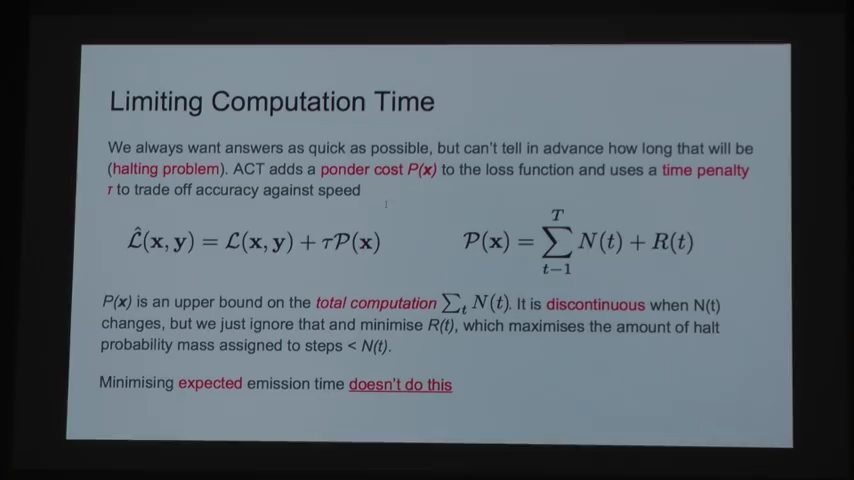 Limiting Computation Time
We always want answers as quick as possible, but can't tell in advance how long that will be
(halting problem). ACT adds a ponder cost P(x) to the loss function and uses a time penalty
τ to trade off accuracy against speed
L̂(x, y) = L(x, y) + τP(x)
P(x) = ∑_{t−1}^{T} N(t) + R(t)
P(x) is an upper bound on the total computation ∑_t N(t). It is discontinuous when N(t)
changes, but we just ignore that and minimise R(t), which maximises the amount of halt
probability mass assigned to steps < N(t).
Minimising expected emission time doesn't do this